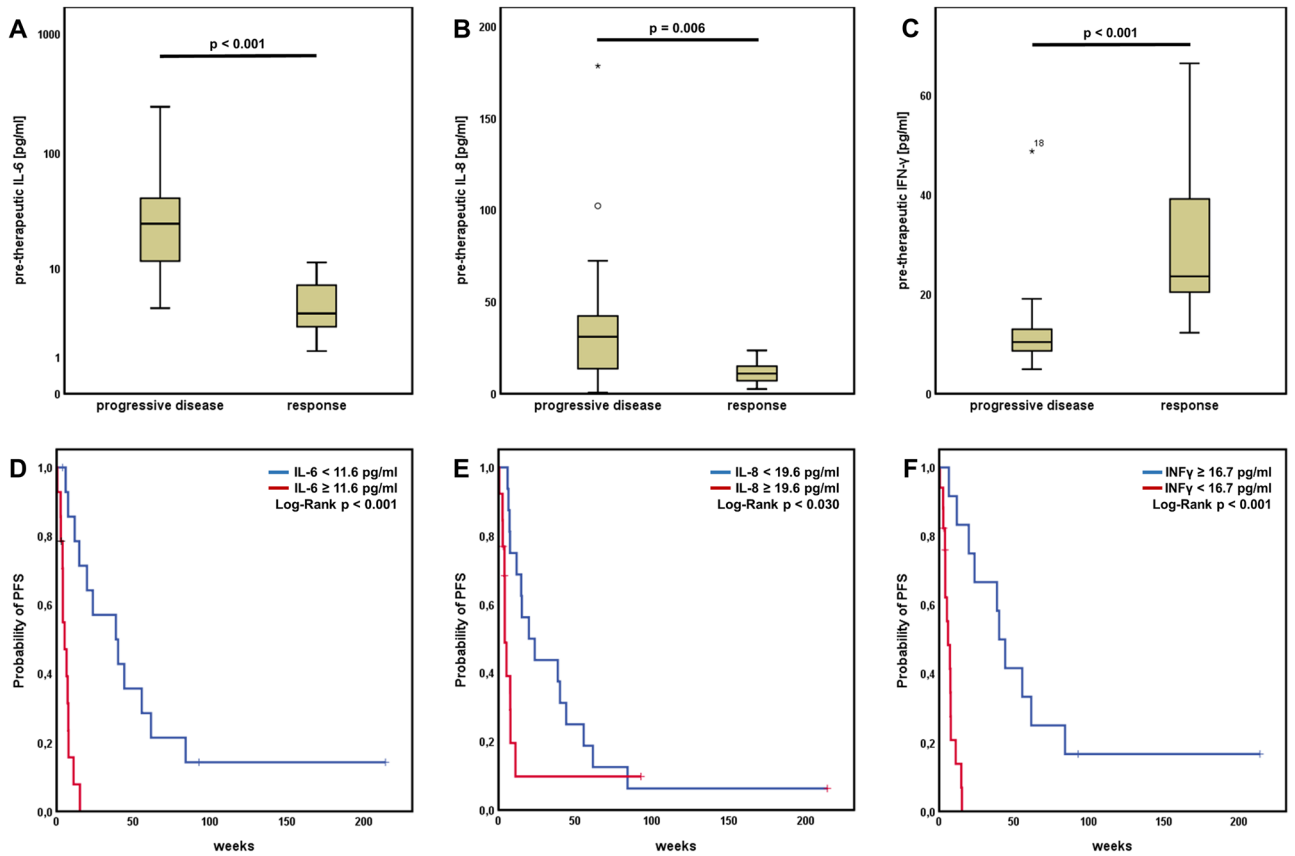 A
p < 0.001
pre-therapeutic IL-6 [pg/ml]
1000
100
10
1
0
progressive disease
response
B
p = 0.006
pre-therapeutic IL-8 [pg/ml]
200
150
100
50
0
progressive disease
response
C
p < 0.001
pre-therapeutic IFN-γ [pg/ml]
60
40
20
0
18
progressive disease
response
D
IL-6 < 11.6 pg/ml
IL-6 ≥ 11.6 pg/ml
Log-Rank p < 0.001
Probability of PFS
1,0
0,8
0,6
0,4
0,2
0,0
0
50
100
150
200
weeks
E
IL-8 < 19.6 pg/ml
IL-8 ≥ 19.6 pg/ml
Log-Rank p < 0.030
Probability of PFS
1,0
0,8
0,6
0,4
0,2
0,0
0
50
100
150
200
weeks
F
INFγ ≥ 16.7 pg/ml
INFγ < 16.7 pg/ml
Log-Rank p < 0.001
Probability of PFS
1,0
0,8
0,6
0,4
0,2
0,0
0
50
100
150
200
weeks